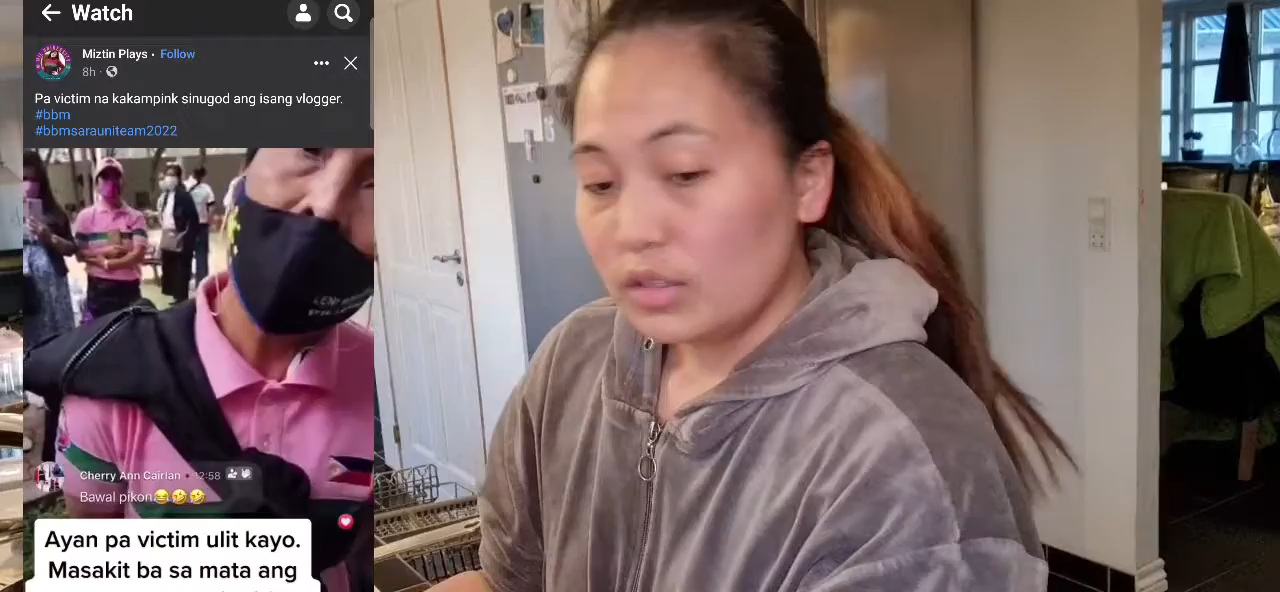 Watch
Miztin Plays · Follow
8h ·
Pa victim na kakampink sinugod ang isang vlogger.
#bbm
#bbmsarauniteam2022
Cherry Ann Cairlan • 12:58
Bawal pikon😂🤣🤣
Ayan pa victim ulit kayo.
Masakit ba sa mata ang